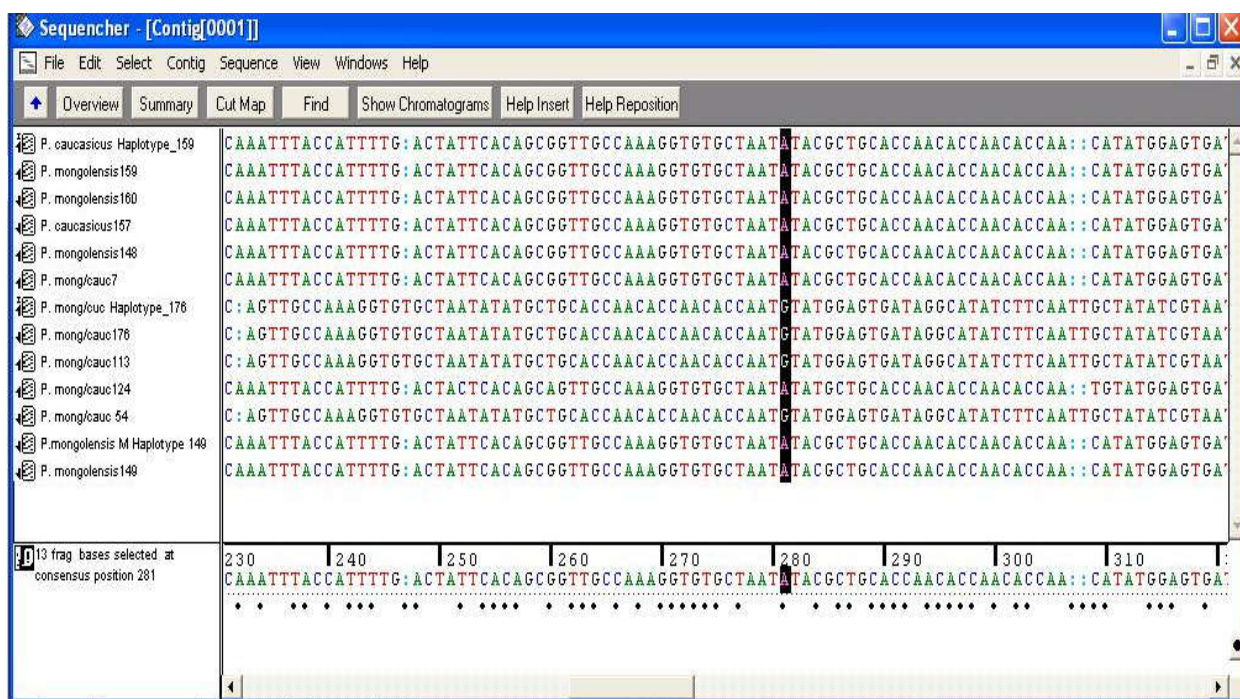 Sequencher - [Contig[0001]]
File Edit Select Contig Sequence View Windows Help
Overview Summary Cut Map Find Show Chromatograms Help Insert Help Reposition
P. caucasicus Haplotype_159 CAAATTTACCATTTTG:ACTATTCACAGCGGTTGCCAAAGGTGTGCTAATATACGCTGCACCAACACCAACACCAA::CATATGGAGTGA
P. mongolensis159 CAAATTTACCATTTTG:ACTATTCACAGCGGTTGCCAAAGGTGTGCTAATATACGCTGCACCAACACCAACACCAA::CATATGGAGTGA
P. mongolensis160 CAAATTTACCATTTTG:ACTATTCACAGCGGTTGCCAAAGGTGTGCTAATATACGCTGCACCAACACCAACACCAA::CATATGGAGTGA
P. caucasicus157 CAAATTTACCATTTTG:ACTATTCACAGCGGTTGCCAAAGGTGTGCTAATATACGCTGCACCAACACCAACACCAA::CATATGGAGTGA
P. mongolensis148 CAAATTTACCATTTTG:ACTATTCACAGCGGTTGCCAAAGGTGTGCTAATATACGCTGCACCAACACCAACACCAA::CATATGGAGTGA
P. mong/cauc7 CAAATTTACCATTTTG:ACTATTCACAGCGGTTGCCAAAGGTGTGCTAATATACGCTGCACCAACACCAACACCAA::CATATGGAGTGA
P. mong/cuc Haplotype_176 C:AGTTGCCAAAGGTGTGCTAATATATGCTGCACCAACACCAACACCAATGTATGGAGTGATAGGCATATCTTCAATTGCTATATCGTAA
P. mong/cauc176 C:AGTTGCCAAAGGTGTGCTAATATATGCTGCACCAACACCAACACCAATGTATGGAGTGATAGGCATATCTTCAATTGCTATATCGTAA
P. mong/cauc113 C:AGTTGCCAAAGGTGTGCTAATATATGCTGCACCAACACCAACACCAATGTATGGAGTGATAGGCATATCTTCAATTGCTATATCGTAA
P. mong/cauc124 CAAATTTACCATTTTG:ACTACTCACAGCAGTTGCCAAAGGTGTGCTAATATATGCTGCACCAACACCAACACCAA::TGTATGGAGTGA
P. mong/cauc 54 C:AGTTGCCAAAGGTGTGCTAATATATGCTGCACCAACACCAACACCAATGTATGGAGTGATAGGCATATCTTCAATTGCTATATCGTAA
P.mongolensis M Haplotype 149 CAAATTTACCATTTTG:ACTATTCACAGCGGTTGCCAAAGGTGTGCTAATATACGCTGCACCAACACCAACACCAA::CATATGGAGTGA
P. mongolensis149 CAAATTTACCATTTTG:ACTATTCACAGCGGTTGCCAAAGGTGTGCTAATATACGCTGCACCAACACCAACACCAA::CATATGGAGTGA
13 frag bases selected at
consensus position 281
230 240 250 260 270 280 290 300 310
CAAATTTACCATTTTG:ACTATTCACAGCGGTTGCCAAAGGTGTGCTAATATACGCTGCACCAACACCAACACCAA::CATATGGAGTGA